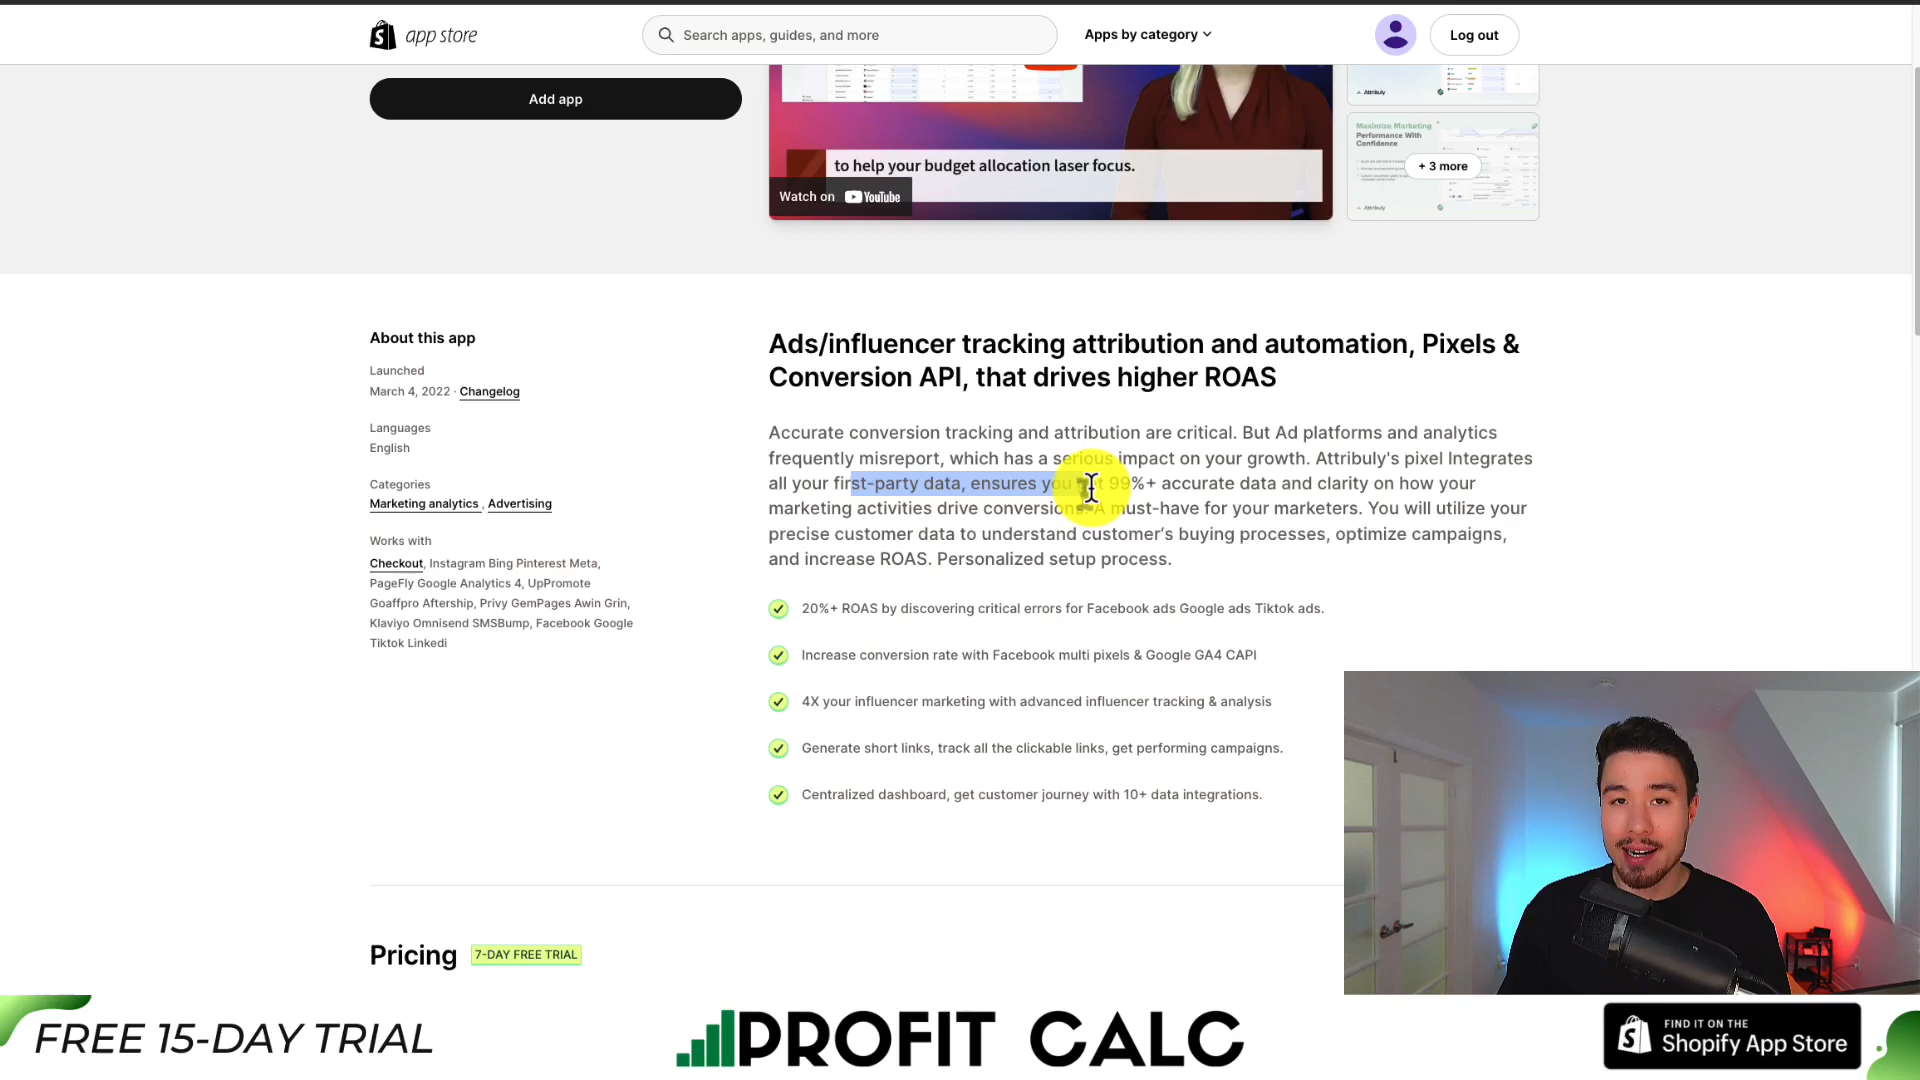 app store
Search apps, guides, and more
Apps by category
Log out
Add app
to help your budget allocation laser focus.
Watch on YouTube
Attribuly
Maximize Marketing
Performance With
Confidence
+ 3 more
Attribuly
About this app
Launched
March 4, 2022 · Changelog
Languages
English
Categories
Marketing analytics , Advertising
Works with
Checkout, Instagram Bing Pinterest Meta,
PageFly Google Analytics 4, UpPromote
Goaffpro Aftership, Privy GemPages Awin Grin,
Klaviyo Omnisend SMSBump, Facebook Google
Tiktok Linkedi
Ads/influencer tracking attribution and automation, Pixels &
Conversion API, that drives higher ROAS
Accurate conversion tracking and attribution are critical. But Ad platforms and analytics
frequently misreport, which has a serious impact on your growth. Attribuly's pixel Integrates
all your first-party data, ensures you 99%+ accurate data and clarity on how your
marketing activities drive conversions. A must-have for your marketers. You will utilize your
precise customer data to understand customer's buying processes, optimize campaigns,
and increase ROAS. Personalized setup process.
20%+ ROAS by discovering critical errors for Facebook ads Google ads Tiktok ads.
Increase conversion rate with Facebook multi pixels & Google GA4 CAPI
4X your influencer marketing with advanced influencer tracking & analysis
Generate short links, track all the clickable links, get performing campaigns.
Centralized dashboard, get customer journey with 10+ data integrations.
Pricing
7-DAY FREE TRIAL
FREE 15-DAY TRIAL
PROFIT CALC
FIND IT ON THE
Shopify App Store